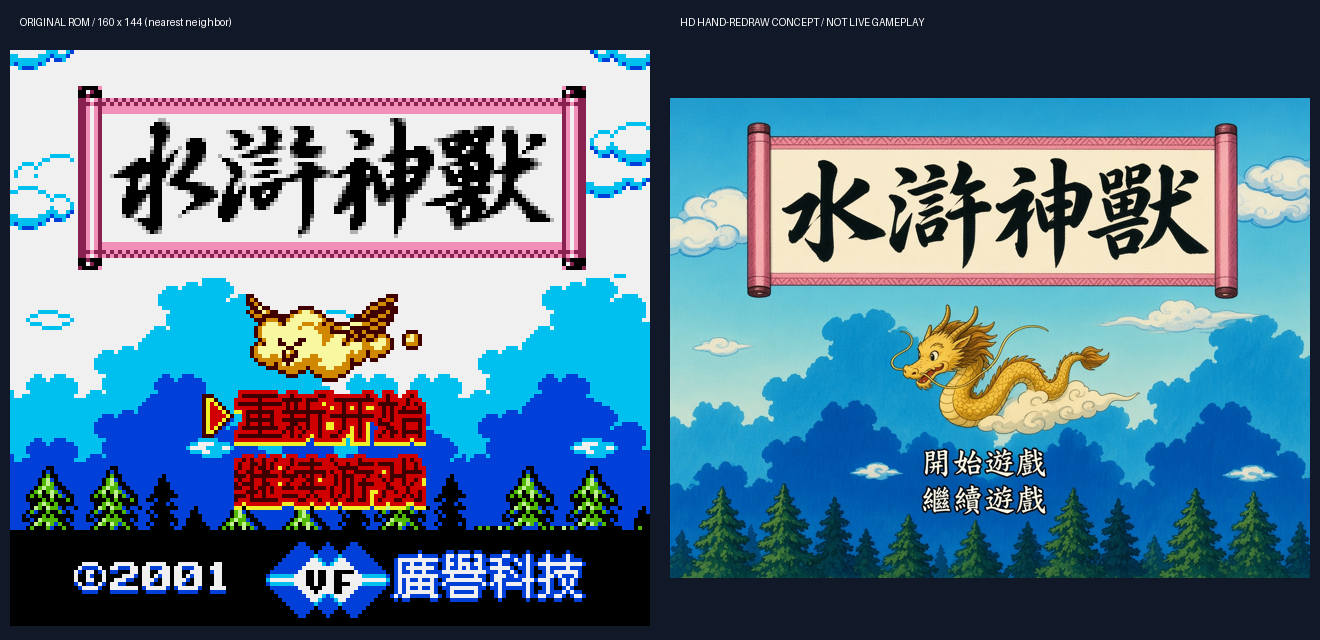 ORIGINAL ROM / 160 x 144 (nearest neighbor)
水滸神獸
重新开始
继续游戏
©2001 VF 廣譽科技
HD HAND-REDRAW CONCEPT / NOT LIVE GAMEPLAY
水滸神獸
開始遊戲
繼續遊戲